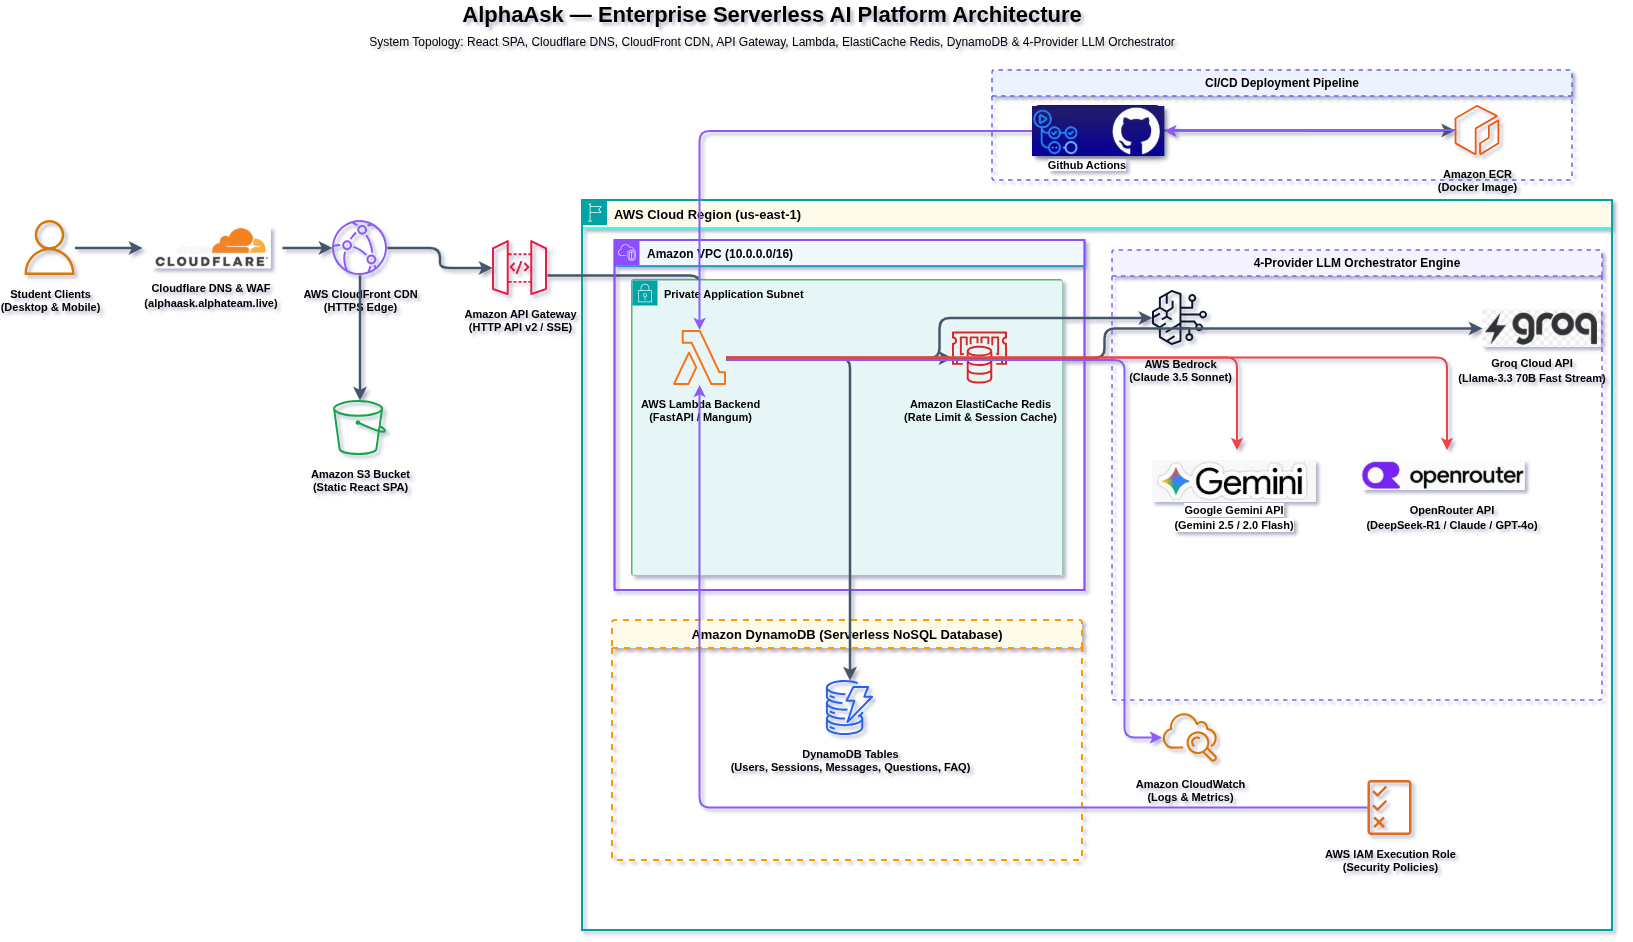 AlphaAsk — Enterprise Serverless AI Platform Architecture
System Topology: React SPA, Cloudflare DNS, CloudFront CDN, API Gateway, Lambda, ElastiCache Redis, DynamoDB & 4-Provider LLM Orchestrator
CI/CD Deployment Pipeline
Github Actions
Amazon ECR
(Docker Image)
AWS Cloud Region (us-east-1)
Student Clients
(Desktop & Mobile)
CLOUDFLARE
Cloudflare DNS & WAF
(alphaask.alphateam.live)
AWS CloudFront CDN
(HTTPS Edge)
Amazon API Gateway
(HTTP API v2 / SSE)
Amazon S3 Bucket
(Static React SPA)
Amazon VPC (10.0.0.0/16)
Private Application Subnet
AWS Lambda Backend
(FastAPI / Mangum)
Amazon ElastiCache Redis
(Rate Limit & Session Cache)
4-Provider LLM Orchestrator Engine
AWS Bedrock
(Claude 3.5 Sonnet)
groq
Groq Cloud API
(Llama-3.3 70B Fast Stream)
Gemini
Google Gemini API
(Gemini 2.5 / 2.0 Flash)
openrouter
OpenRouter API
(DeepSeek-R1 / Claude / GPT-4o)
Amazon DynamoDB (Serverless NoSQL Database)
DynamoDB Tables
(Users, Sessions, Messages, Questions, FAQ)
Amazon CloudWatch
(Logs & Metrics)
AWS IAM Execution Role
(Security Policies)